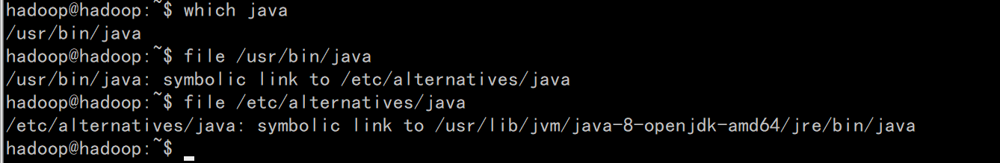 hadoop@hadoop:~$ which java
/usr/bin/java
hadoop@hadoop:~$ file /usr/bin/java
/usr/bin/java: symbolic link to /etc/alternatives/java
hadoop@hadoop:~$ file /etc/alternatives/java
/etc/alternatives/java: symbolic link to /usr/lib/jvm/java-8-openjdk-amd64/jre/bin/java
hadoop@hadoop:~$